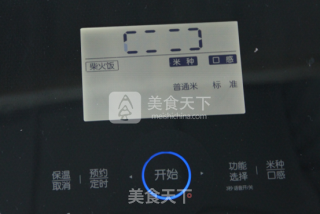 柴火饭 米种 口感
普通米 标准
美食天下
meishichina.com
保温 预约 开始 功能 米种
取消 定时 选择 口感
美食天下